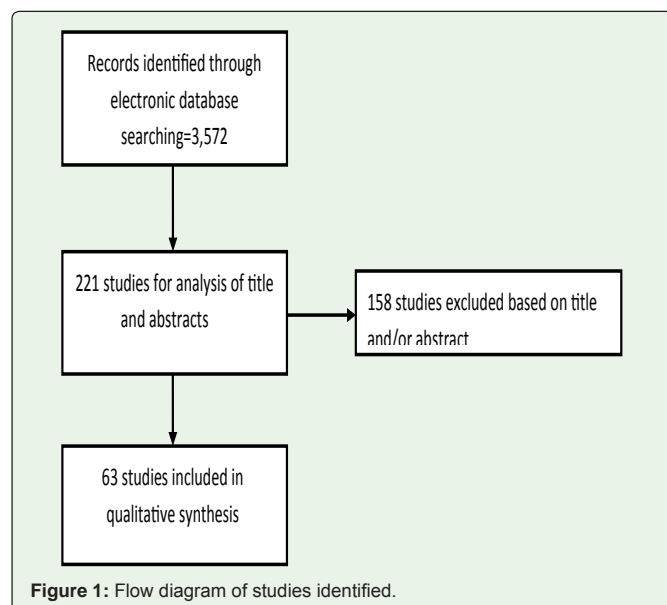 Records identified through
electronic database
searching=3,572
221 studies for analysis of title
and abstracts
158 studies excluded based on title
and/or abstract
63 studies included in
qualitative synthesis
Figure 1: Flow diagram of studies identified.